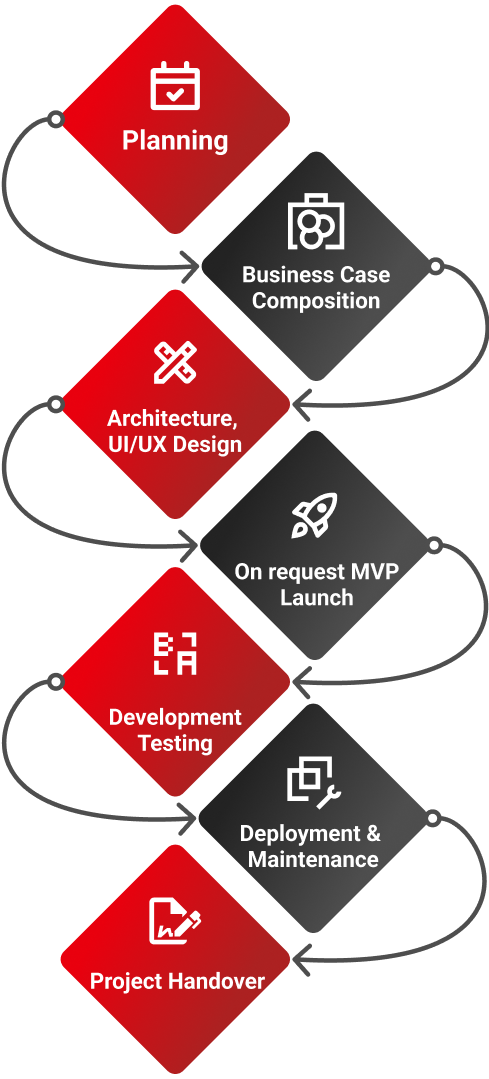 Planning
Business Case
Composition
Architecture,
UI/UX Design
On request MVP
Launch
Development
Testing
Deployment &
Maintenance
Project Handover